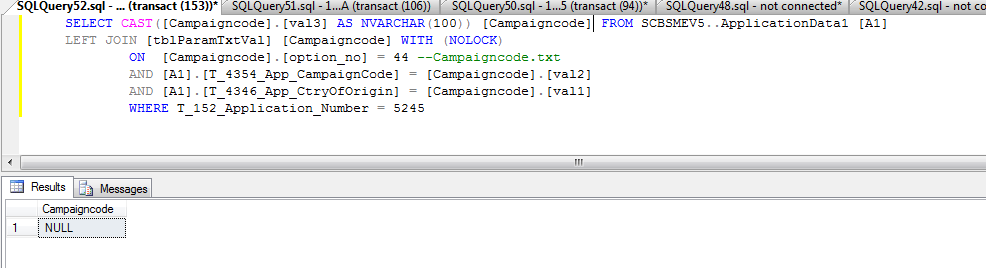 SQLQuery52.sql - ... (transact (153))* SQLQuery51.sql - 1...A (transact (106)) SQLQuery50.sql - 1...5 (transact (94))* SQLQuery48.sql - not connected* SQLQuery42.sql - not co
SELECT CAST([Campaigncode].[val3] AS NVARCHAR(100)) [Campaigncode] FROM SCBSMEV5..ApplicationData1 [A1]
LEFT JOIN [tblParamTxtVal] [Campaigncode] WITH (NOLOCK)
ON [Campaigncode].[option_no] = 44 --Campaigncode.txt
AND [A1].[T_4354_App_CampaignCode] = [Campaigncode].[val2]
AND [A1].[T_4346_App_CtryOfOrigin] = [Campaigncode].[val1]
WHERE T_152_Application_Number = 5245
Results Messages
Campaigncode
1 NULL